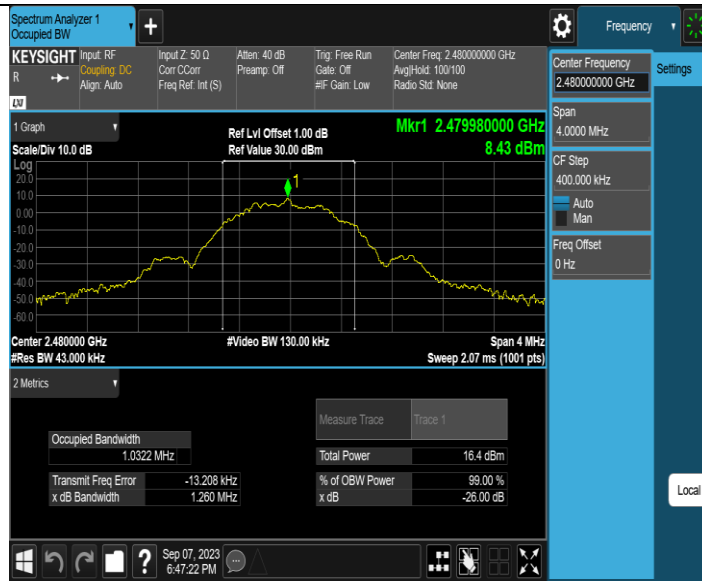 Spectrum Analyzer 1
Occupied BW
Frequency
KEYSIGHT
R
LXI
Input: RF
Coupling: DC
Align: Auto
Input Z: 50 Ω
Corr CCorr
Freq Ref: Int (S)
Atten: 40 dB
Preamp: Off
Trig: Free Run
Gate: Off
#IF Gain: Low
Center Freq: 2.480000000 GHz
Avg|Hold: 100/100
Radio Std: None
1 Graph
Scale/Div 10.0 dB
Ref Lvl Offset 1.00 dB
Ref Value 30.00 dBm
Mkr1 2.479980000 GHz
8.43 dBm
Log
20.0
10.0
0.00
-10.0
-20.0
-30.0
-40.0
-50.0
-60.0
1
Center 2.480000 GHz
#Res BW 43.000 kHz
#Video BW 130.00 kHz
Span 4 MHz
Sweep 2.07 ms (1001 pts)
2 Metrics
Measure Trace Trace 1
Occupied Bandwidth
1.0322 MHz
Total Power 16.4 dBm
Transmit Freq Error -13.208 kHz
% of OBW Power 99.00 %
x dB Bandwidth 1.260 MHz
x dB -26.00 dB
Center Frequency
2.480000000 GHz
Settings
Span
4.0000 MHz
CF Step
400.000 kHz
Auto
Man
Freq Offset
0 Hz
Local
?
Sep 07, 2023
6:47:22 PM